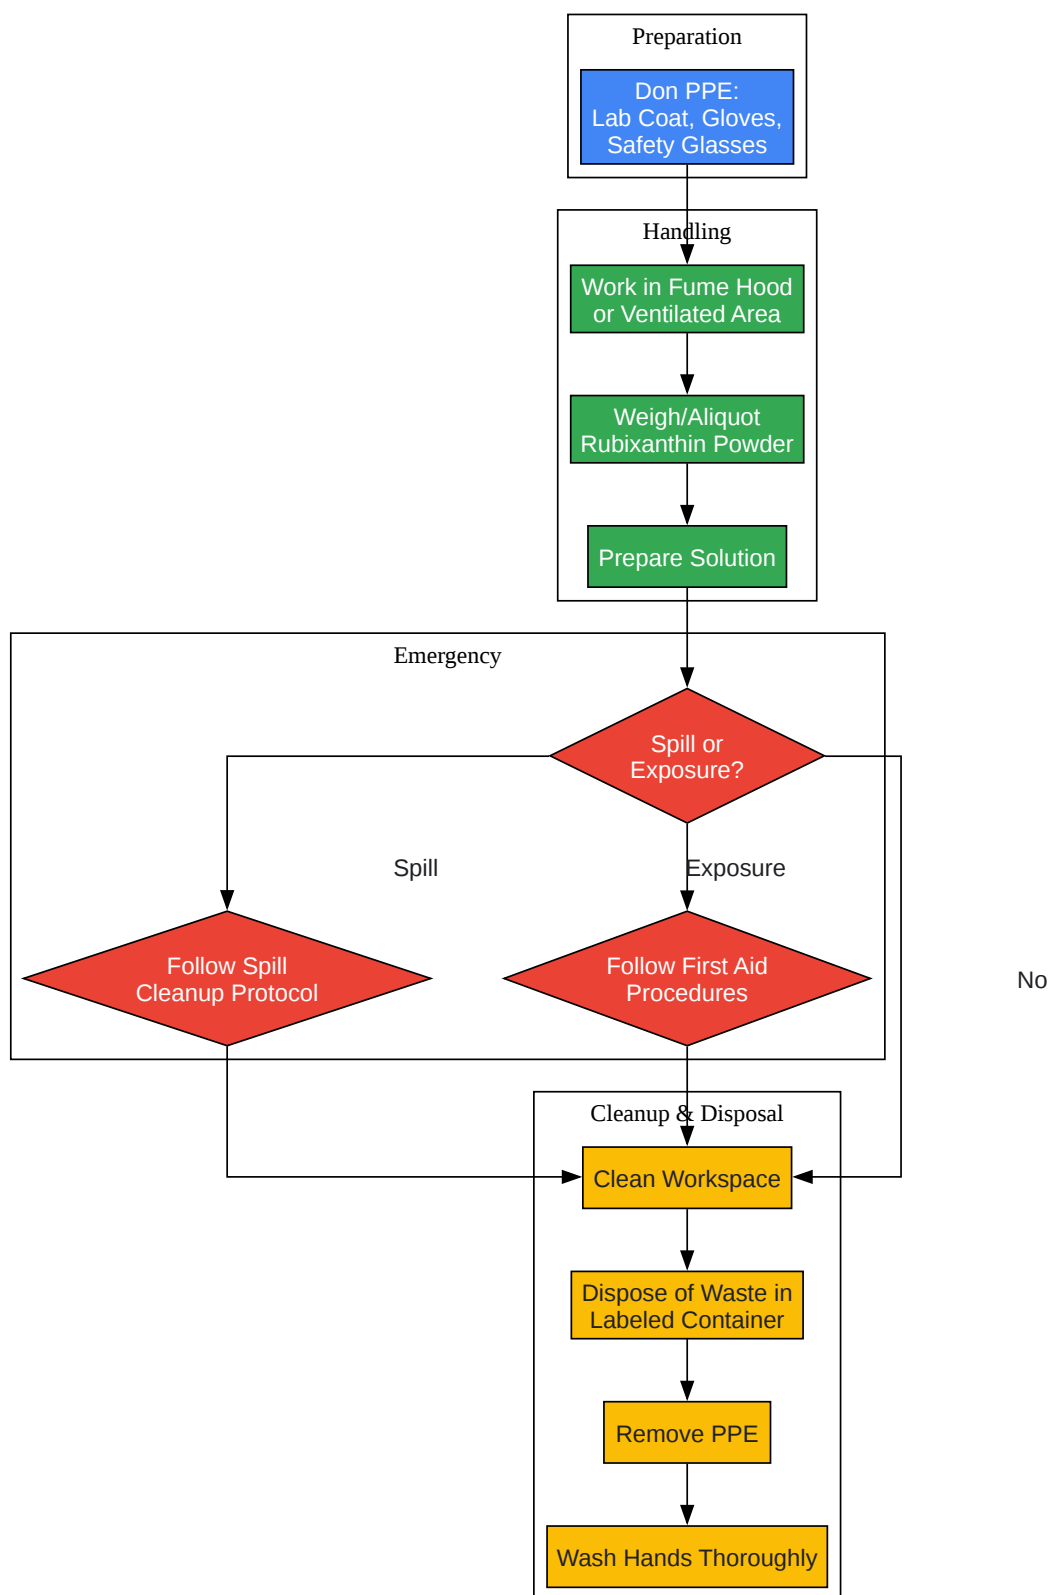 Preparation
Don PPE:
Lab Coat, Gloves,
Safety Glasses
Handling
Work in Fume Hood
or Ventilated Area
Weigh/Aliquot
Rubixanthin Powder
Prepare Solution
Emergency
Spill or
Exposure?
Spill
Exposure
Follow Spill
Cleanup Protocol
Follow First Aid
Procedures
No
Cleanup & Disposal
Clean Workspace
Dispose of Waste in
Labeled Container
Remove PPE
Wash Hands Thoroughly